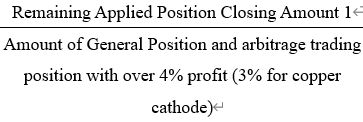 Remaining Applied Position Closing Amount 1
Amount of General Position and arbitrage trading
position with over 4% profit (3% for copper
cathode)